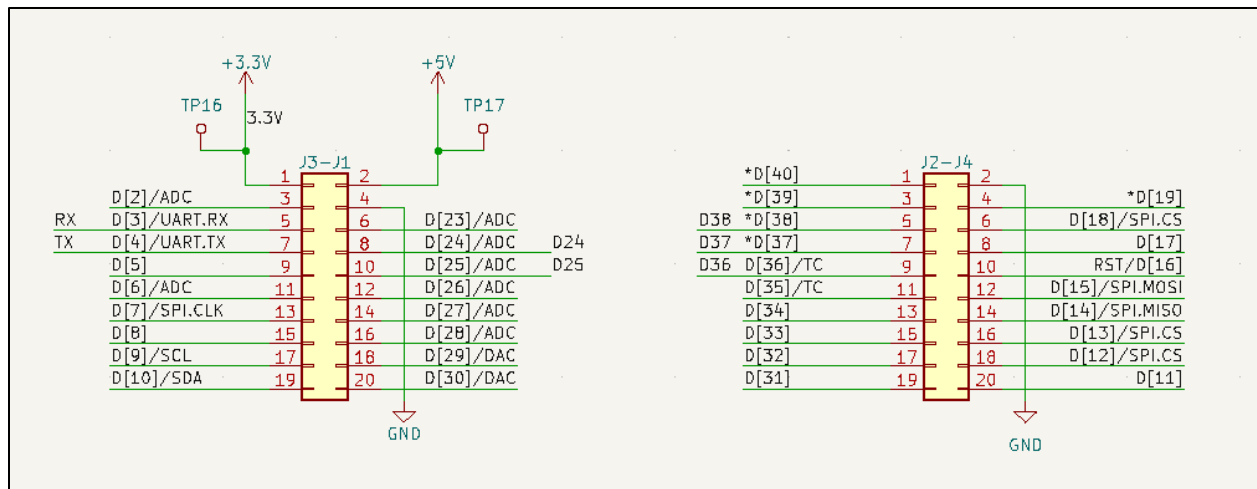 +3.3V +5V
TP16 3.3V TP17
J3-J1 J2-J4
1 2 *D[40] 1 2
D[2]/ADC 3 4 *D[39] 3 4 *D[19]
RX D[3]/UART.RX 5 6 D[23]/ADC D38 *D[38] 5 6 D[18]/SPI.CS
TX D[4]/UART.TX 7 8 D[24]/ADC D24 D37 *D[37] 7 8 D[17]
D[5] 9 10 D[25]/ADC D25 D36 D[36]/TC 9 10 RST/D[16]
D[6]/ADC 11 12 D[26]/ADC D[35]/TC 11 12 D[15]/SPI.MOSI
D[7]/SPI.CLK 13 14 D[27]/ADC D[34] 13 14 D[14]/SPI.MISO
D[8] 15 16 D[28]/ADC D[33] 15 16 D[13]/SPI.CS
D[9]/SCL 17 18 D[29]/DAC D[32] 17 18 D[12]/SPI.CS
D[10]/SDA 19 20 D[30]/DAC D[31] 19 20 D[11]
GND GND